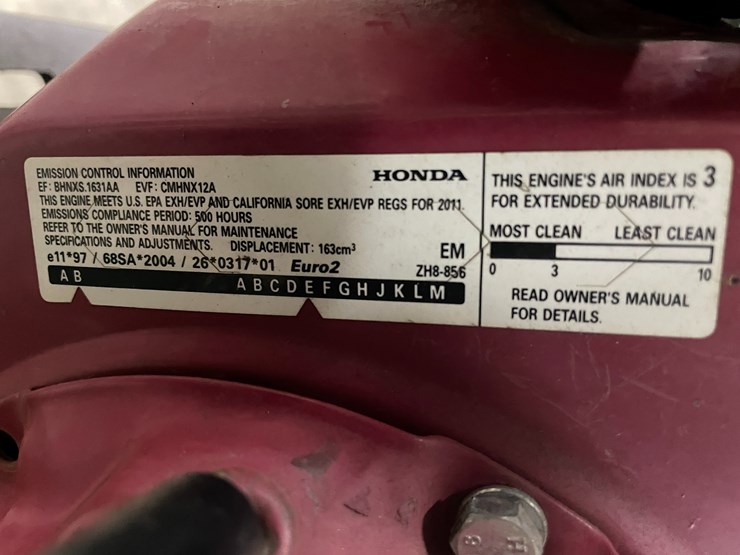 EMISSION CONTROL INFORMATION
HONDA
EF: BHNXS.1631AA EVF: CMHNX12A
THIS ENGINE MEETS U.S. EPA EXH/EVP AND CALIFORNIA SORE EXH/EVP REGS FOR 2011.
EMISSIONS COMPLIANCE PERIOD: 500 HOURS
REFER TO THE OWNER'S MANUAL FOR MAINTENANCE
SPECIFICATIONS AND ADJUSTMENTS. DISPLACEMENT: 163cm³
EM
e11*97 / 68SA*2004 / 26*0317*01 Euro2
ZH8-856
A B
A B C D E F G H J K L M
THIS ENGINE'S AIR INDEX IS 3
FOR EXTENDED DURABILITY.
MOST CLEAN LEAST CLEAN
0 3 10
READ OWNER'S MANUAL
FOR DETAILS.
8 H